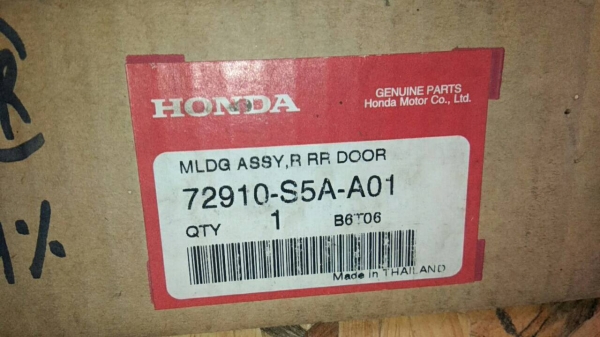 HONDA
GENUINE PARTS
Honda Motor Co., Ltd.
MLDG ASSY,R RR DOOR
72910-S5A-A01
QTY 1 B6T06
Made in THAILAND
R
%